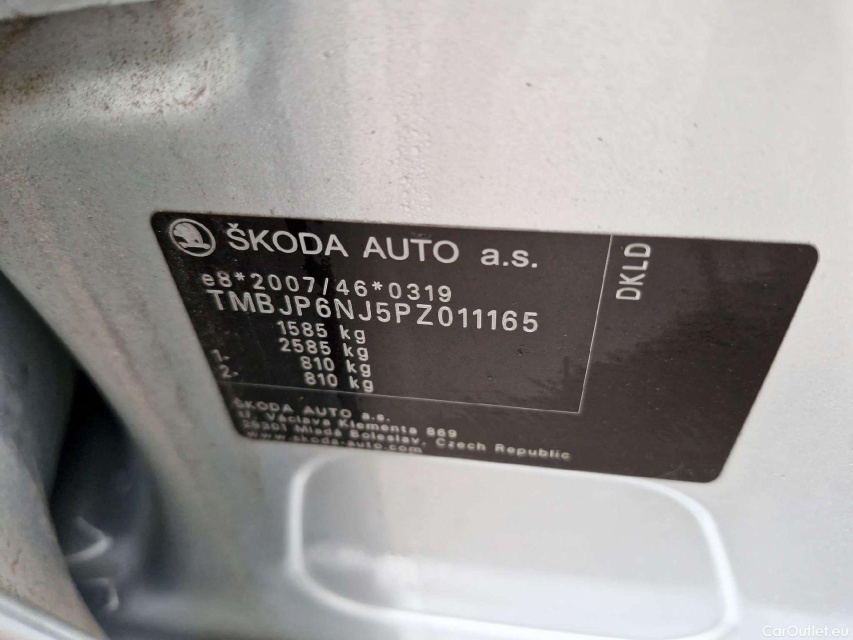 ŠKODA AUTO a.s.
DKLD
e8*2007/46*0319
TMBJP6NJ5PZ011165
1585 kg
2585 kg
1- 810 kg
2- 810 kg
ŠKODA AUTO a.s.
tř. Václava Klementa 869
29301 Mladá Boleslav, Czech Republic
www.skoda-auto.com
CarOutlet.eu